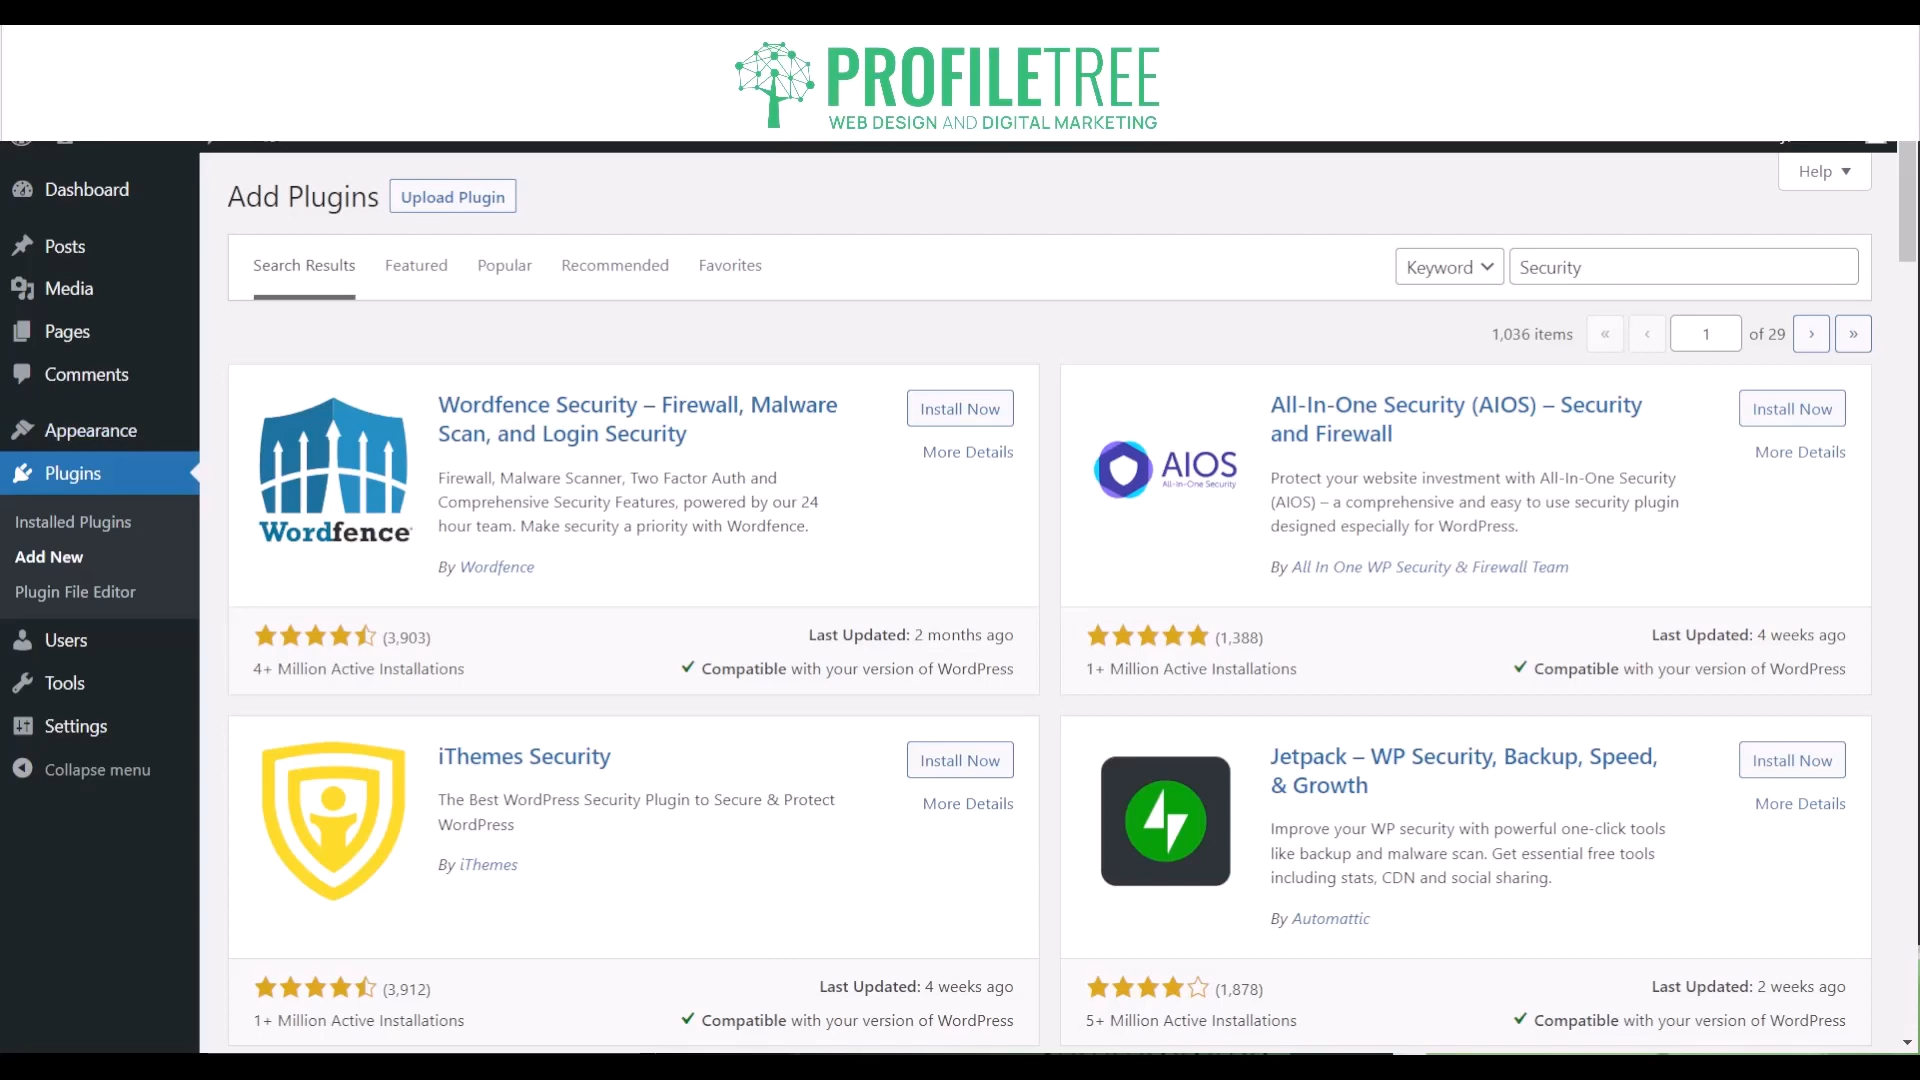 PROFILETREE
WEB DESIGN AND DIGITAL MARKETING
Dashboard
Posts
Media
Pages
Comments
Appearance
Plugins
Installed Plugins
Add New
Plugin File Editor
Users
Tools
Settings
Collapse menu
Help
Add Plugins
Upload Plugin
Search Results Featured Popular Recommended Favorites
Keyword Security
1,036 items « ‹ 1 of 29 › »
Wordfence
Wordfence Security – Firewall, Malware
Scan, and Login Security
Install Now
More Details
Firewall, Malware Scanner, Two Factor Auth and
Comprehensive Security Features, powered by our 24
hour team. Make security a priority with Wordfence.
By Wordfence
(3,903)
Last Updated: 2 months ago
4+ Million Active Installations
Compatible with your version of WordPress
AIOS
All-In-One Security
All-In-One Security (AIOS) – Security
and Firewall
Install Now
More Details
Protect your website investment with All-In-One Security
(AIOS) – a comprehensive and easy to use security plugin
designed especially for WordPress.
By All In One WP Security & Firewall Team
(1,388)
Last Updated: 4 weeks ago
1+ Million Active Installations
Compatible with your version of WordPress
iThemes Security
Install Now
More Details
The Best WordPress Security Plugin to Secure & Protect
WordPress
By iThemes
(3,912)
Last Updated: 4 weeks ago
1+ Million Active Installations
Compatible with your version of WordPress
Jetpack – WP Security, Backup, Speed,
& Growth
Install Now
More Details
Improve your WP security with powerful one-click tools
like backup and malware scan. Get essential free tools
including stats, CDN and social sharing.
By Automattic
(1,878)
Last Updated: 2 weeks ago
5+ Million Active Installations
Compatible with your version of WordPress